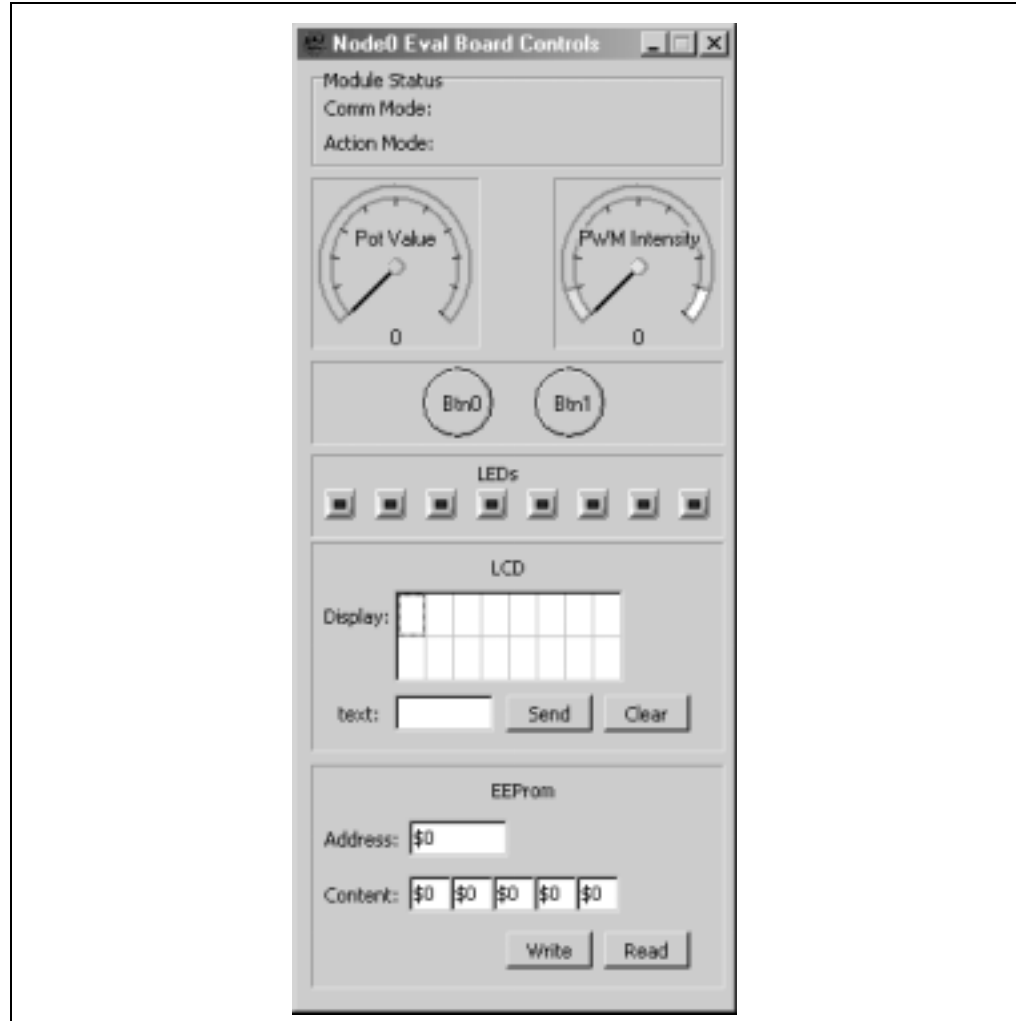 Node0 Eval Board Controls
Module Status
Comm Mode:
Action Mode:
Pot Value
0
PWM Intensity
0
Btn0 Btn1
LEDs
LCD
Display:
text: Send Clear
EEProm
Address: $0
Content: $0 $0 $0 $0 $0
Write Read